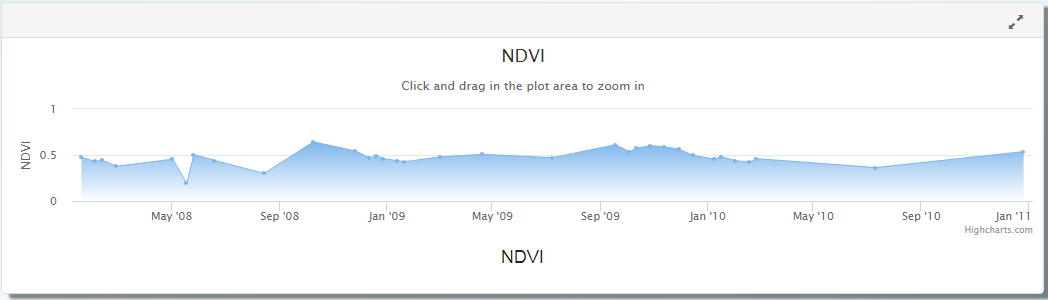 NDVI
Click and drag in the plot area to zoom in
1
NDVI
0.5
0
May '08 Sep '08 Jan '09 May '09 Sep '09 Jan '10 May '10 Sep '10 Jan '11
Highcharts.com
NDVI